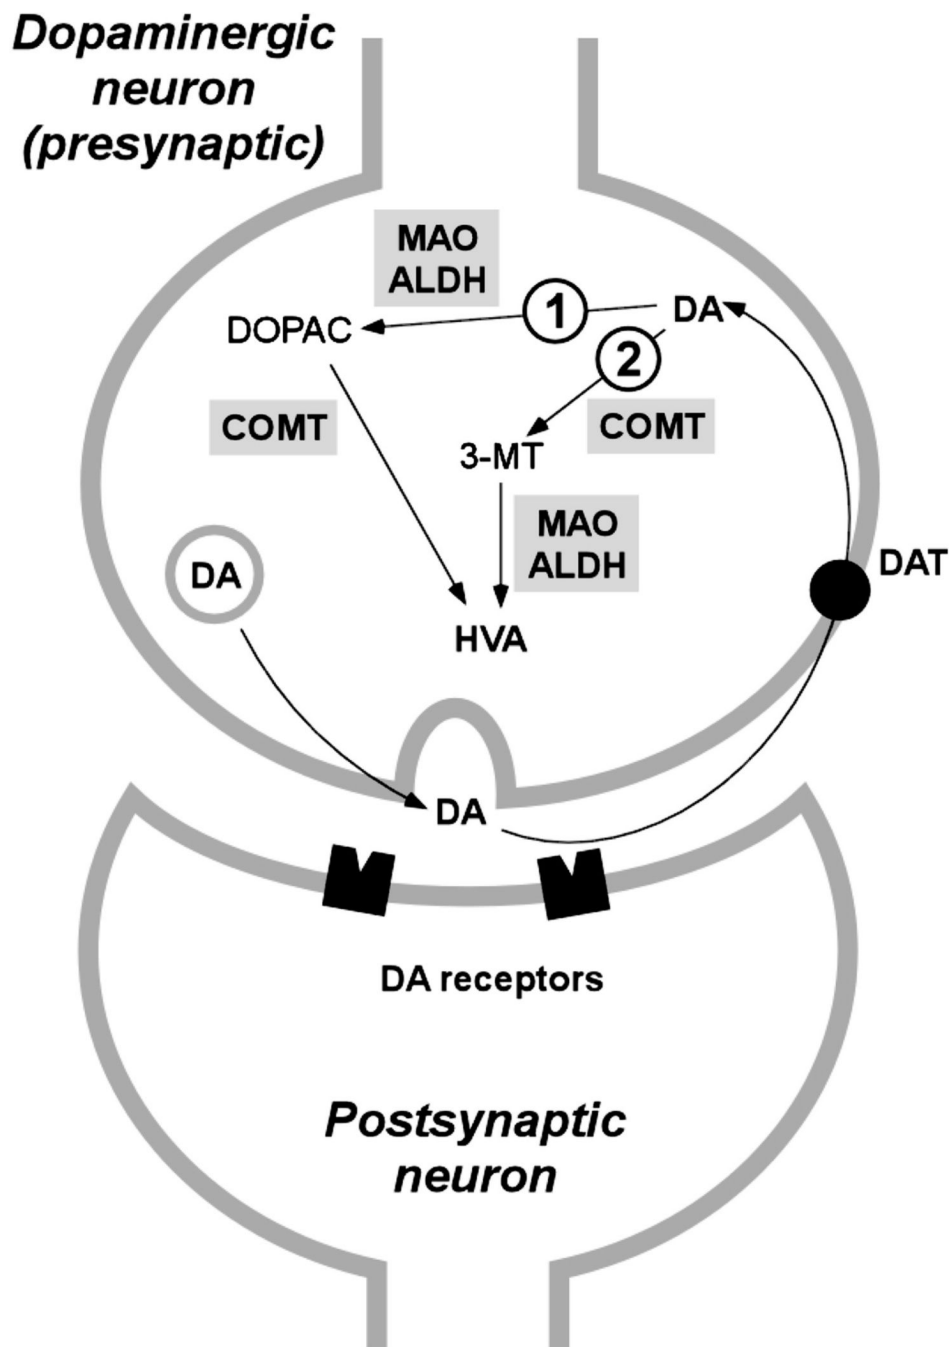 Dopaminergic
neuron
(presynaptic)
MAO
ALDH
1
DA
DOPAC
2
COMT
COMT
3-MT
MAO
ALDH
DAT
DA
HVA
DA
DA receptors
Postsynaptic
neuron